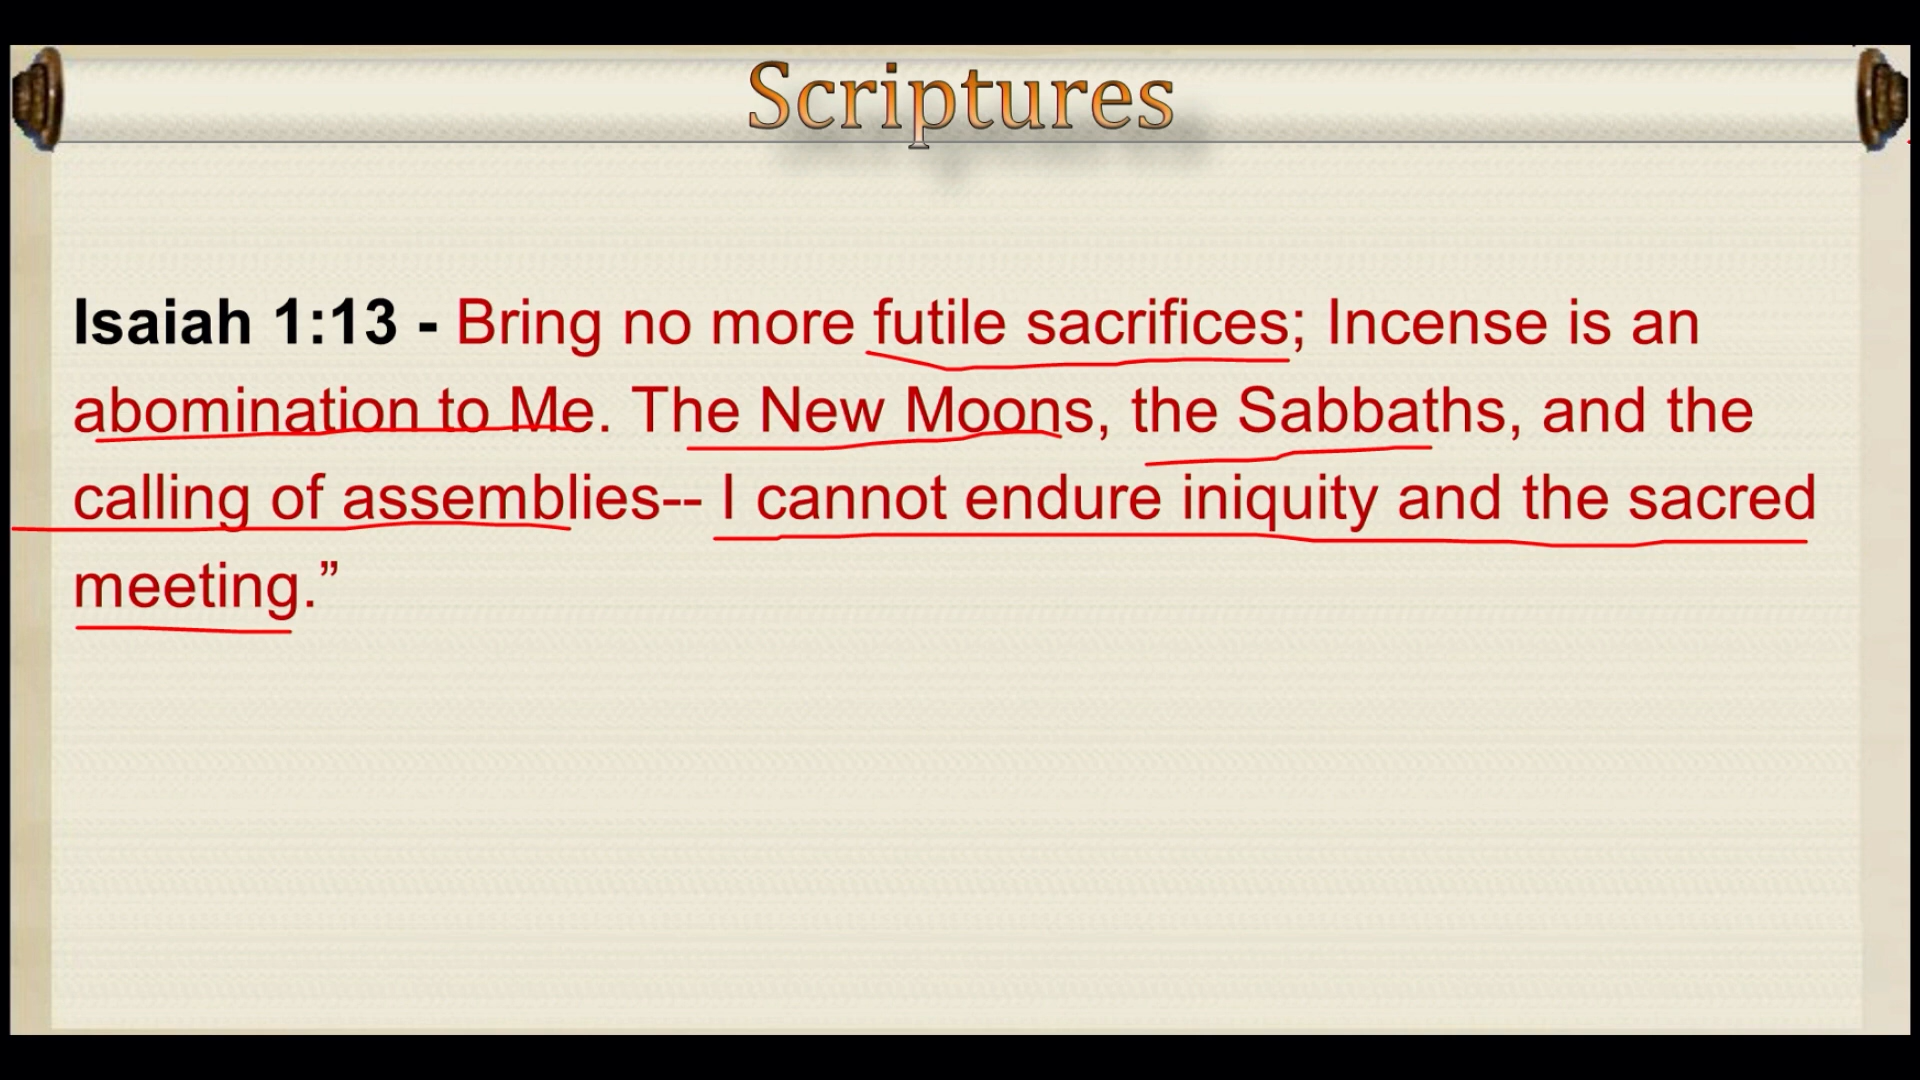 Scriptures
Isaiah 1:13 - Bring no more futile sacrifices; Incense is an
abomination to Me. The New Moons, the Sabbaths, and the
calling of assemblies-- I cannot endure iniquity and the sacred
meeting.”